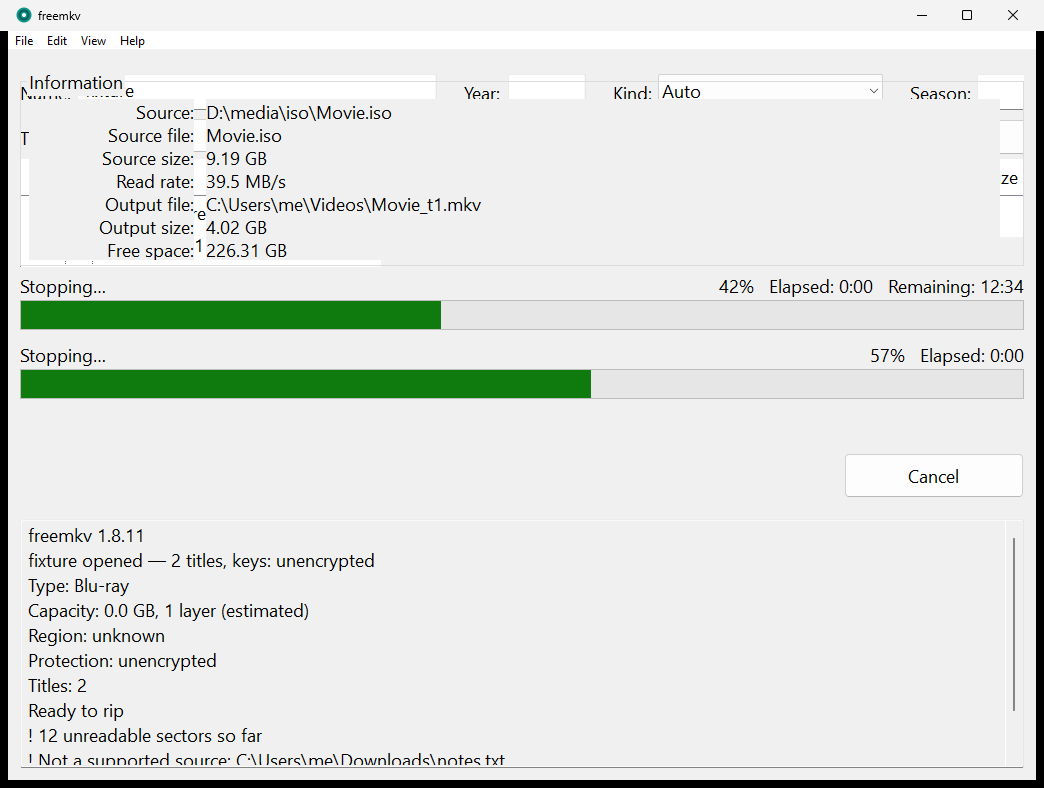 freemkv
File Edit View Help
Information
e Year: Kind: Auto Season:
Source: D:\media\iso\Movie.iso
T Source file: Movie.iso
Source size: 9.19 GB
Read rate: 39.5 MB/s ze
Output file: C:\Users\me\Videos\Movie_t1.mkv
re
Output size: 4.02 GB
1
Free space: 226.31 GB
Stopping... 42% Elapsed: 0:00 Remaining: 12:34
Stopping... 57% Elapsed: 0:00
Cancel
freemkv 1.8.11
fixture opened — 2 titles, keys: unencrypted
Type: Blu-ray
Capacity: 0.0 GB, 1 layer (estimated)
Region: unknown
Protection: unencrypted
Titles: 2
Ready to rip
! 12 unreadable sectors so far
! Not a supported source: C:\Users\me\Downloads\notes.txt